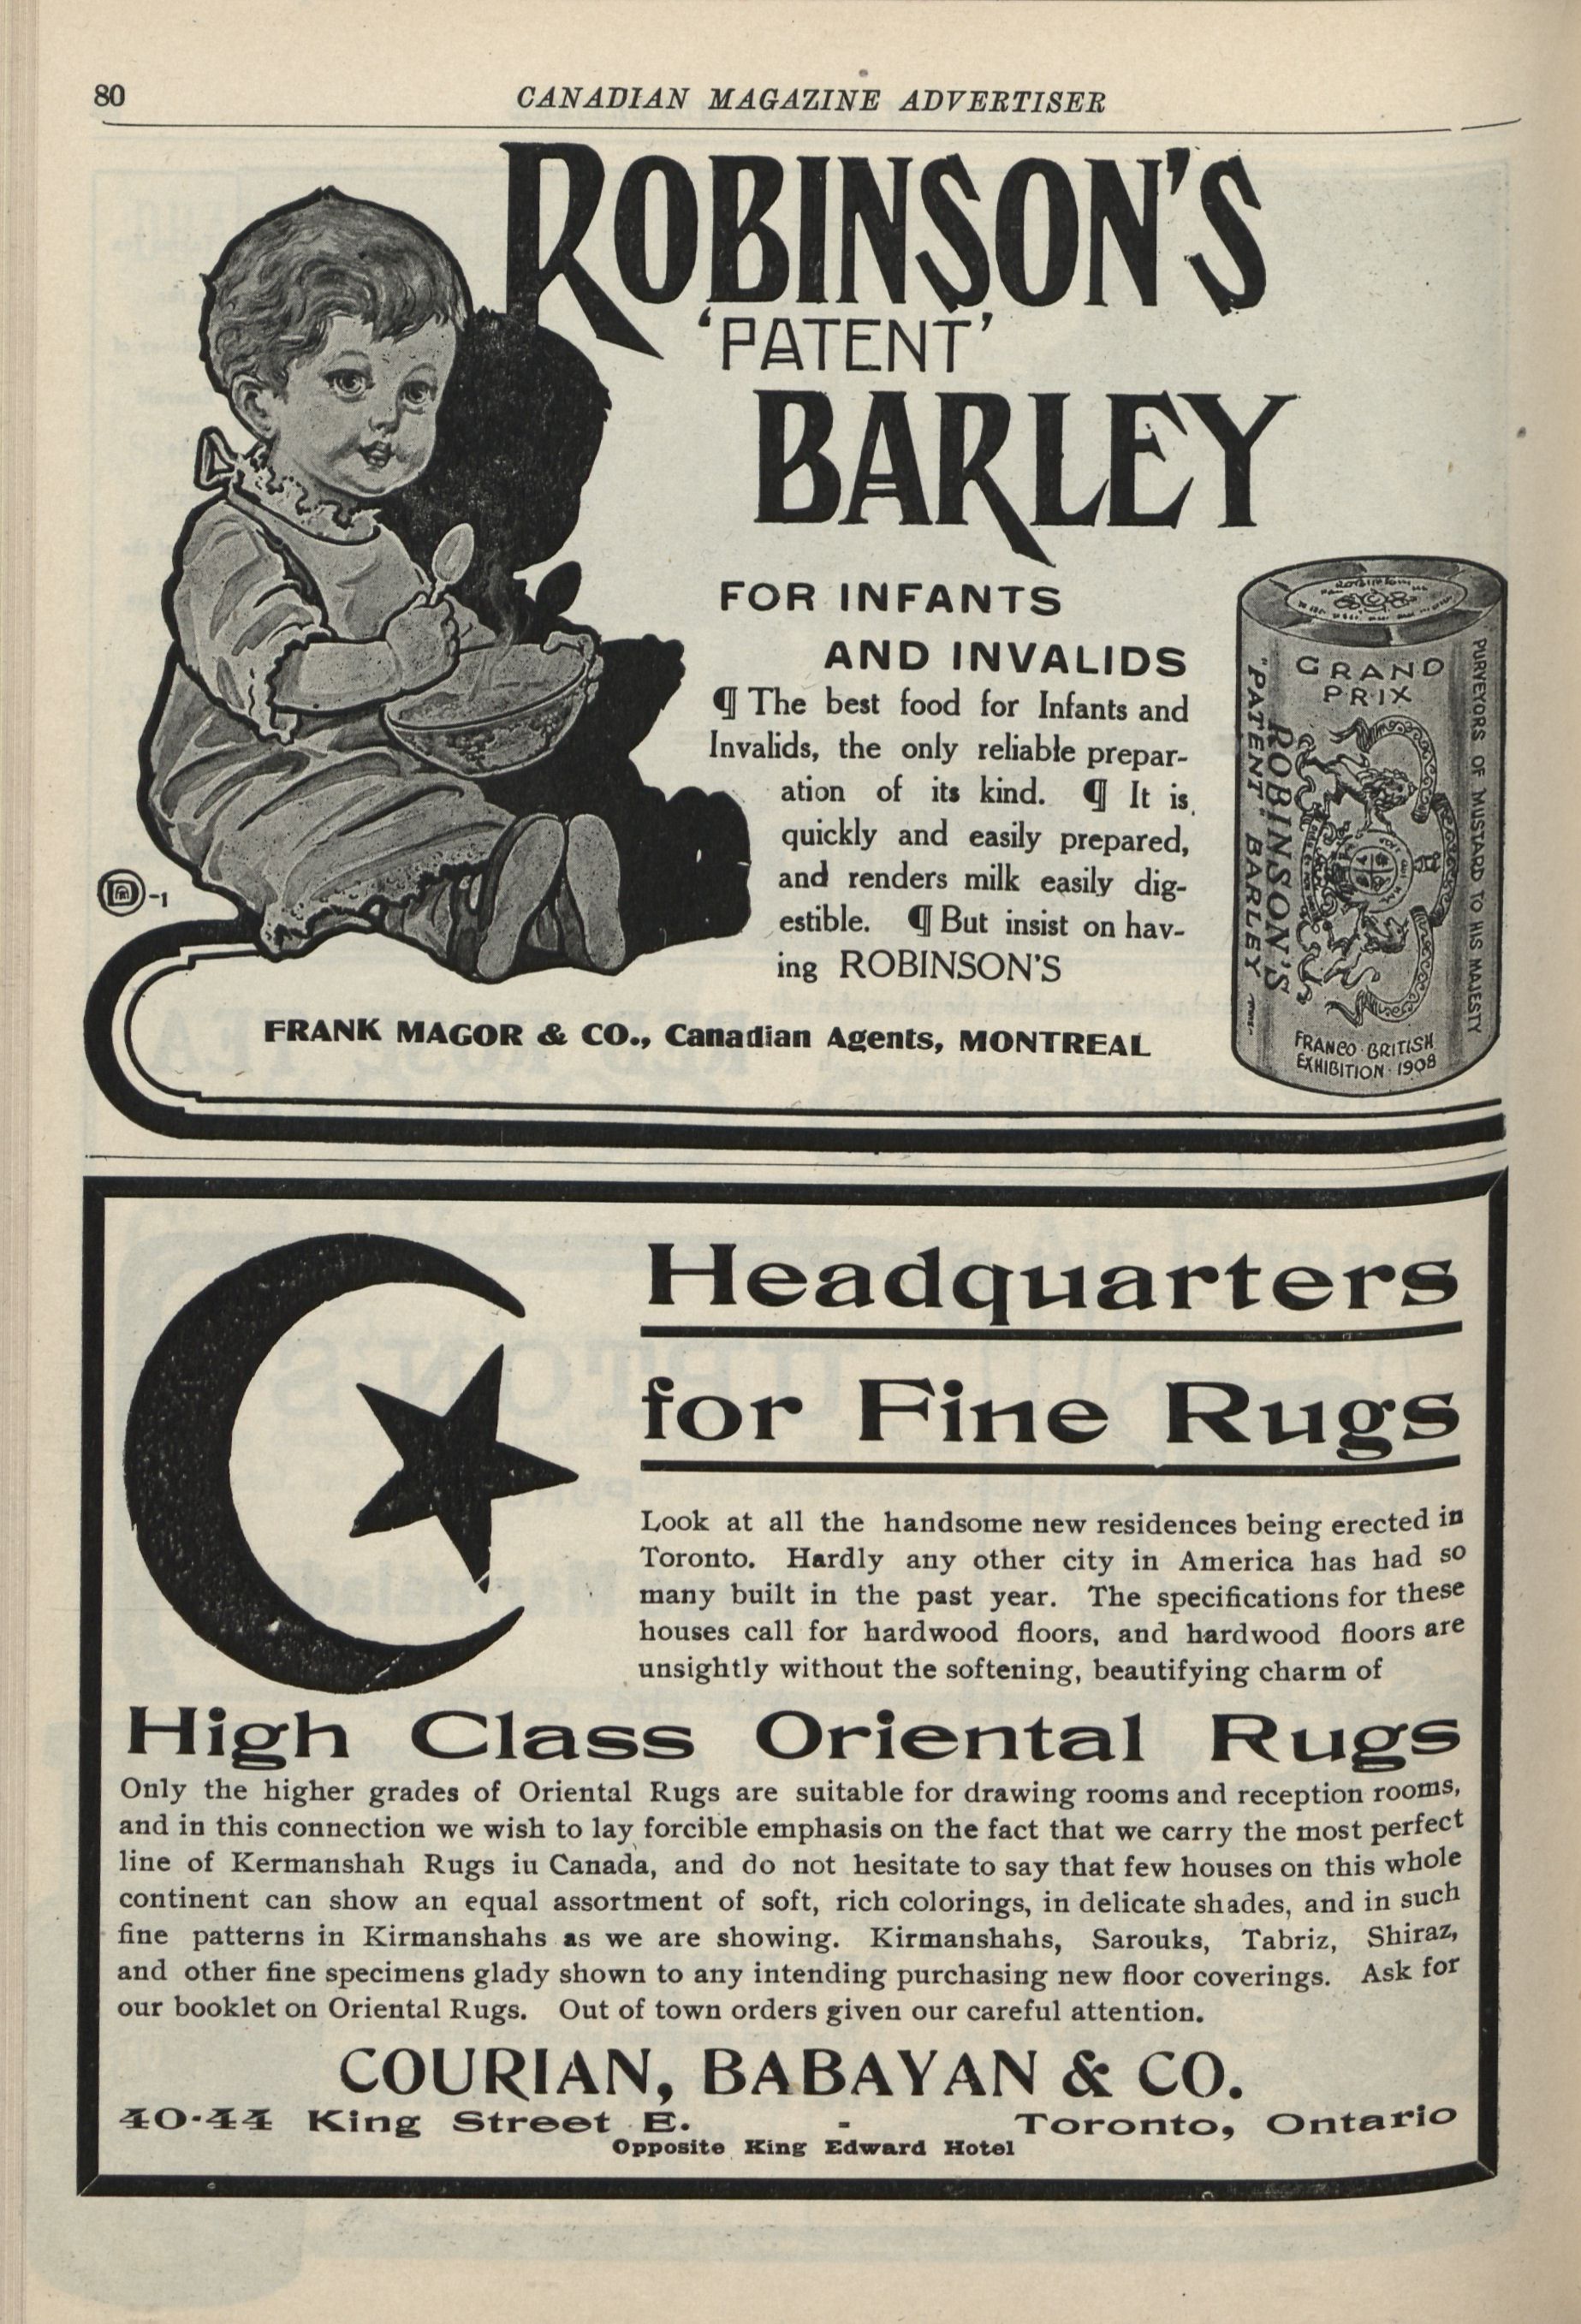 80
CANADIAN MAGAZINE ADVERTISER
ROBINSON'S
'PATENT'
BARLEY
FOR INFANTS
AND INVALIDS
¶ The best food for Infants and
Invalids, the only reliable prepar-
ation of its kind. ¶ It is
quickly and easily prepared,
and renders milk easily dig-
estible. ¶ But insist on hav-
ing ROBINSON'S
-1
FRANK MAGOR & CO., Canadian Agents, MONTREAL
ROBINSON
GRAND
PRIX
"PATENT" BARLEY
ROBINSON'S
PURVEYORS OF MUSTARD TO HIS MAJESTY
FRANCO-BRITISH
EXHIBITION · 1908
Headquarters
for Fine Rugs
Look at all the handsome new residences being erected in
Toronto. Hardly any other city in America has had so
many built in the past year. The specifications for these
houses call for hardwood floors, and hardwood floors are
unsightly without the softening, beautifying charm of
High Class Oriental Rugs
Only the higher grades of Oriental Rugs are suitable for drawing rooms and reception rooms,
and in this connection we wish to lay forcible emphasis on the fact that we carry the most perfect
line of Kermanshah Rugs iu Canada, and do not hesitate to say that few houses on this whole
continent can show an equal assortment of soft, rich colorings, in delicate shades, and in such
fine patterns in Kirmanshahs as we are showing. Kirmanshahs, Sarouks, Tabriz, Shiraz,
and other fine specimens glady shown to any intending purchasing new floor coverings. Ask for
our booklet on Oriental Rugs. Out of town orders given our careful attention.
COURIAN, BABAYAN & CO.
40-44 King Street E. - Toronto, Ontario
Opposite King Edward Hotel